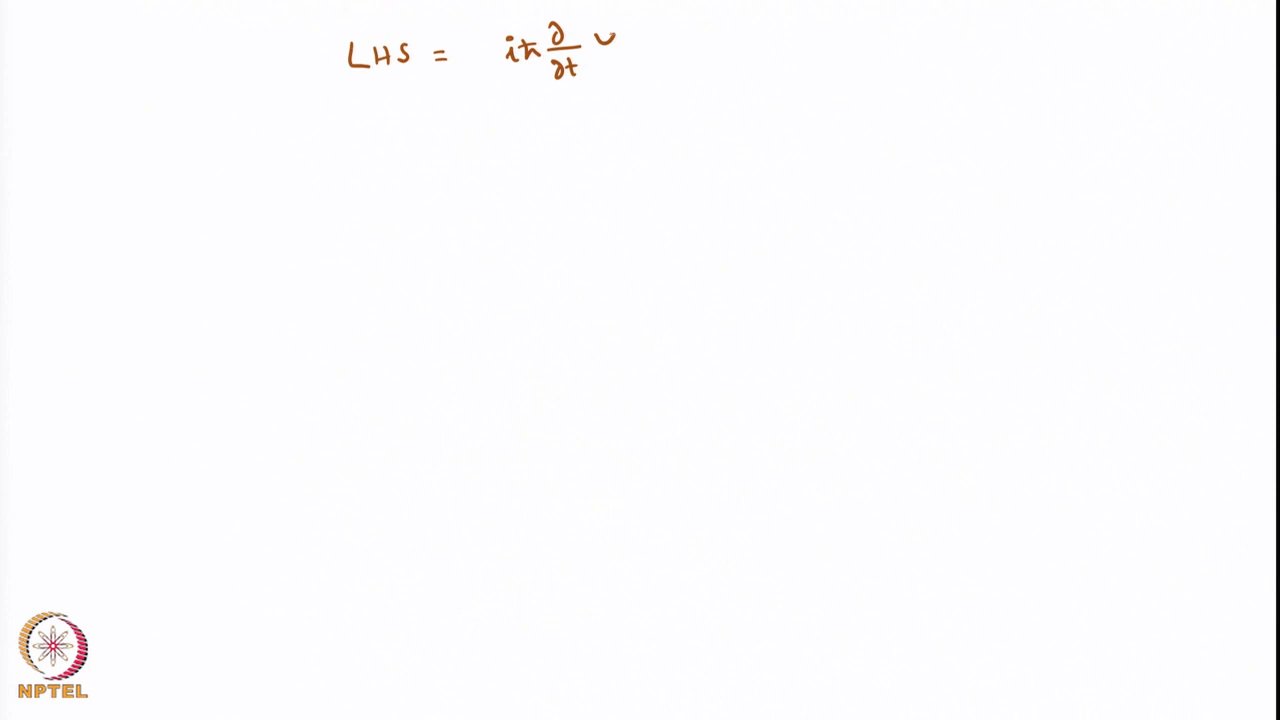 LHS = iħ ∂/∂t
NPTEL